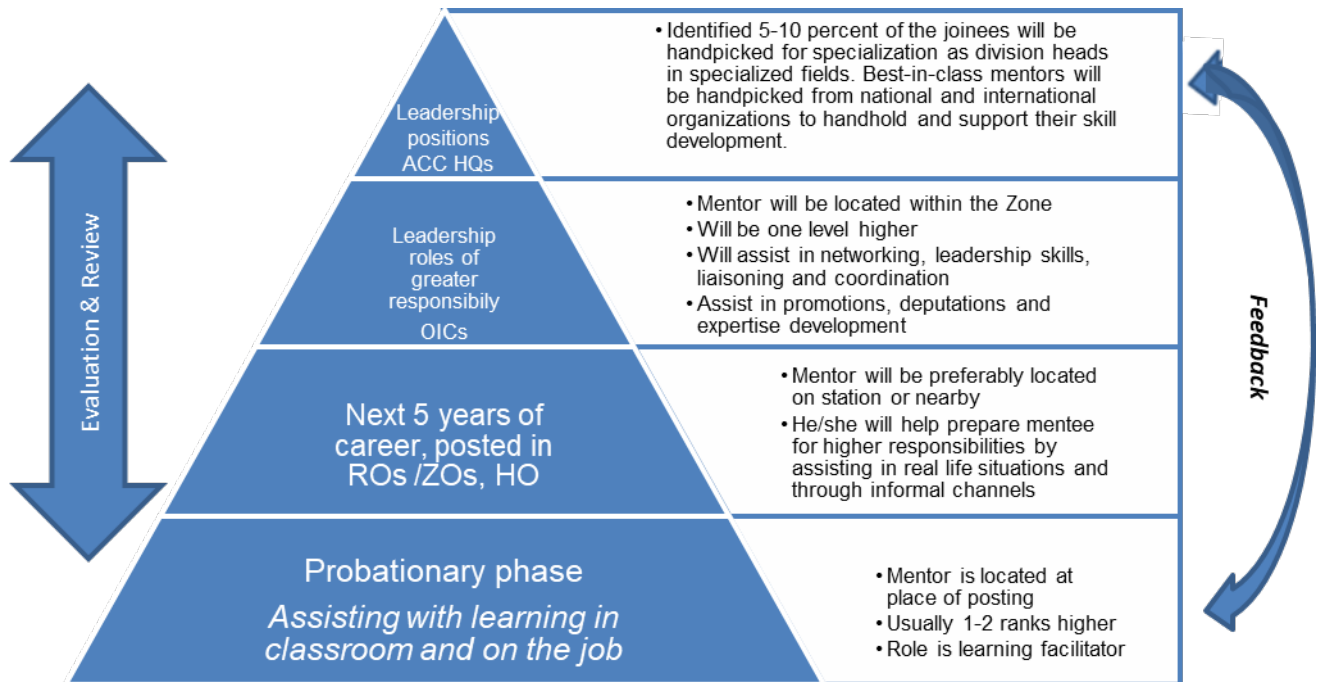 Evaluation & Review
Leadership
positions
ACC HQs
• Identified 5-10 percent of the joinees will be
handpicked for specialization as division heads
in specialized fields. Best-in-class mentors will
be handpicked from national and international
organizations to handhold and support their skill
development.
Leadership
roles of
greater
responsibily
OICs
• Mentor will be located within the Zone
• Will be one level higher
• Will assist in networking, leadership skills,
liaisoning and coordination
• Assist in promotions, deputations and
expertise development
Next 5 years of
career, posted in
ROs /ZOs, HO
• Mentor will be preferably located
on station or nearby
• He/she will help prepare mentee
for higher responsibilities by
assisting in real life situations and
through informal channels
Probationary phase
Assisting with learning in
classroom and on the job
• Mentor is located at
place of posting
• Usually 1-2 ranks higher
• Role is learning facilitator
Feedback